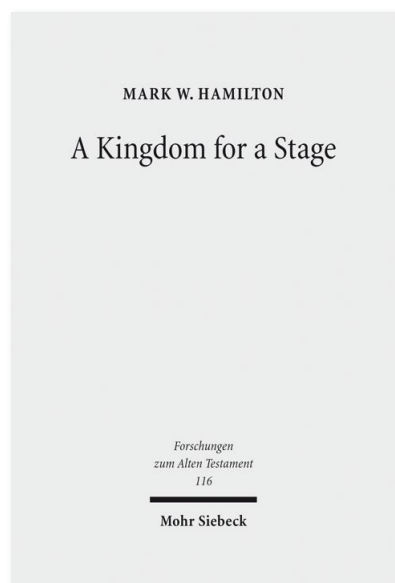 MARK W. HAMILTON
A Kingdom for a Stage
Forschungen
zum Alten Testament
116
Mohr Siebeck